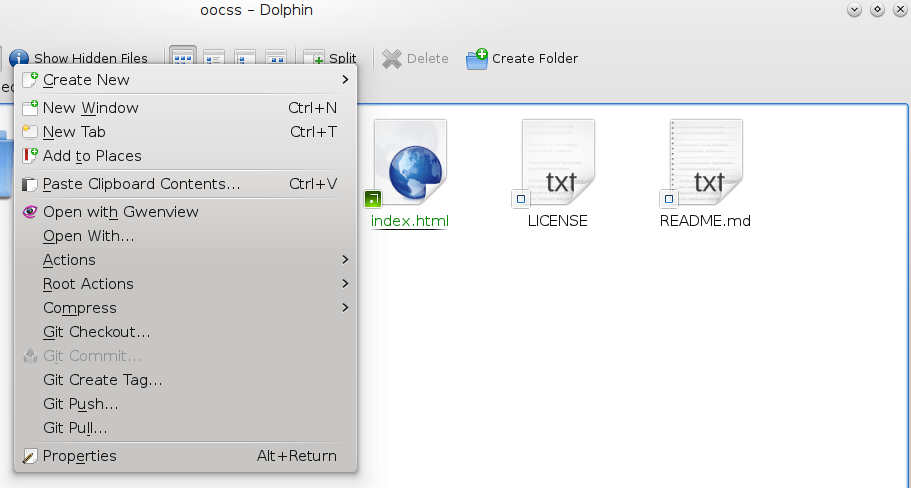 oocss – Dolphin
Show Hidden Files Split Delete Create Folder
Create New
New Window Ctrl+N
New Tab Ctrl+T
Add to Places
Paste Clipboard Contents... Ctrl+V
Open with Gwenview
Open With...
Actions
Root Actions
Compress
Git Checkout...
Git Commit...
Git Create Tag...
Git Push...
Git Pull...
Properties Alt+Return
txt txt
index.html LICENSE README.md